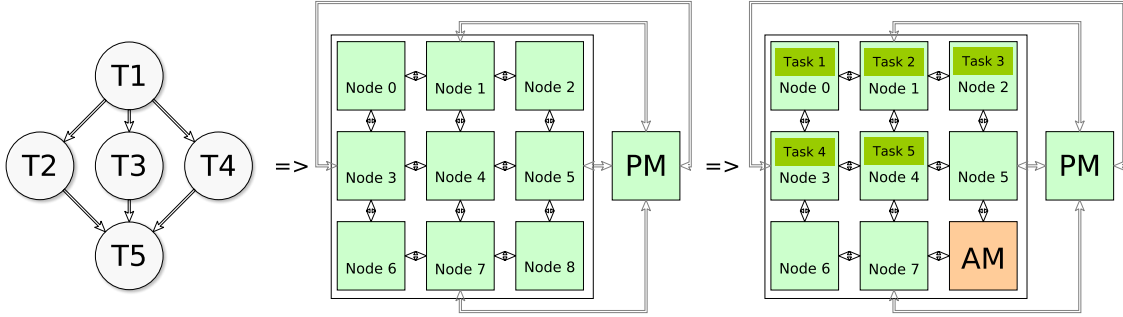 T1
T2
T3
T4
T5
=>
Node 0
Node 1
Node 2
Node 3
Node 4
Node 5
Node 6
Node 7
Node 8
PM
=>
Task 1
Node 0
Task 2
Node 1
Task 3
Node 2
Task 4
Node 3
Task 5
Node 4
Node 5
Node 6
Node 7
AM
PM